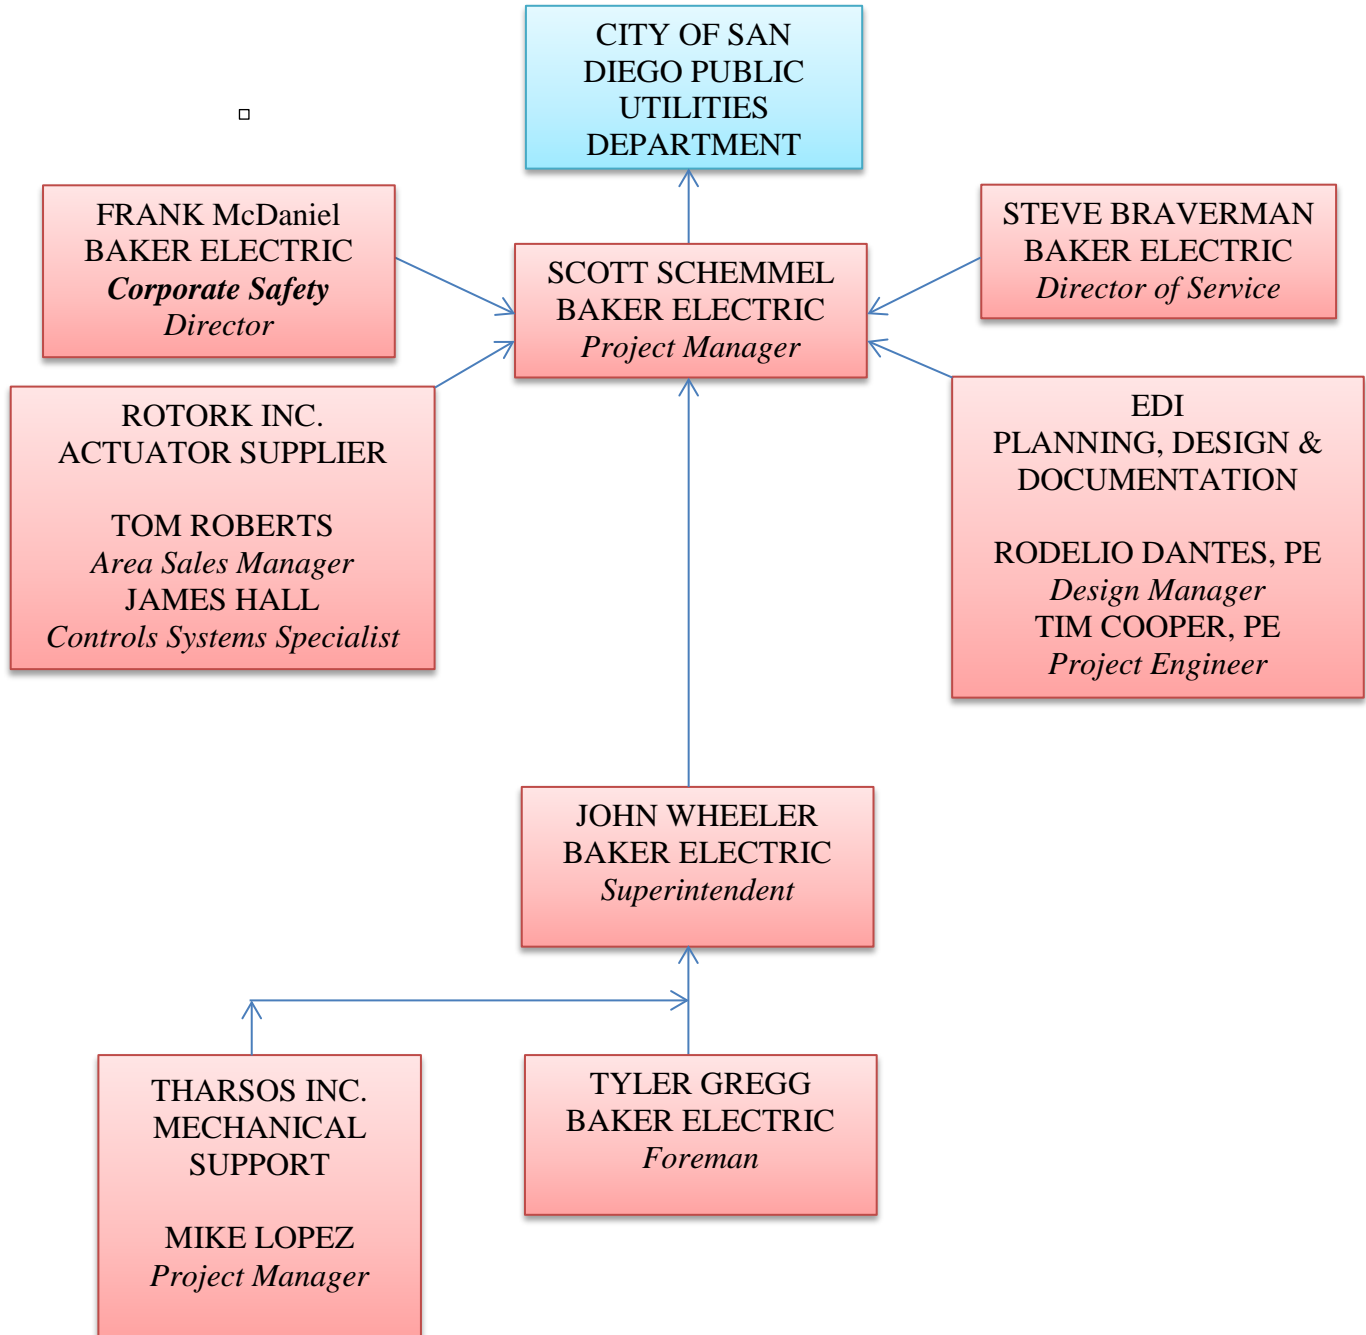 CITY OF SAN
DIEGO PUBLIC
UTILITIES
DEPARTMENT
FRANK McDaniel
BAKER ELECTRIC
Corporate Safety
Director
SCOTT SCHEMMEL
BAKER ELECTRIC
Project Manager
STEVE BRAVERMAN
BAKER ELECTRIC
Director of Service
ROTORK INC.
ACTUATOR SUPPLIER
TOM ROBERTS
Area Sales Manager
JAMES HALL
Controls Systems Specialist
EDI
PLANNING, DESIGN &
DOCUMENTATION
RODELIO DANTES, PE
Design Manager
TIM COOPER, PE
Project Engineer
JOHN WHEELER
BAKER ELECTRIC
Superintendent
THARSOS INC.
MECHANICAL
SUPPORT
MIKE LOPEZ
Project Manager
TYLER GREGG
BAKER ELECTRIC
Foreman